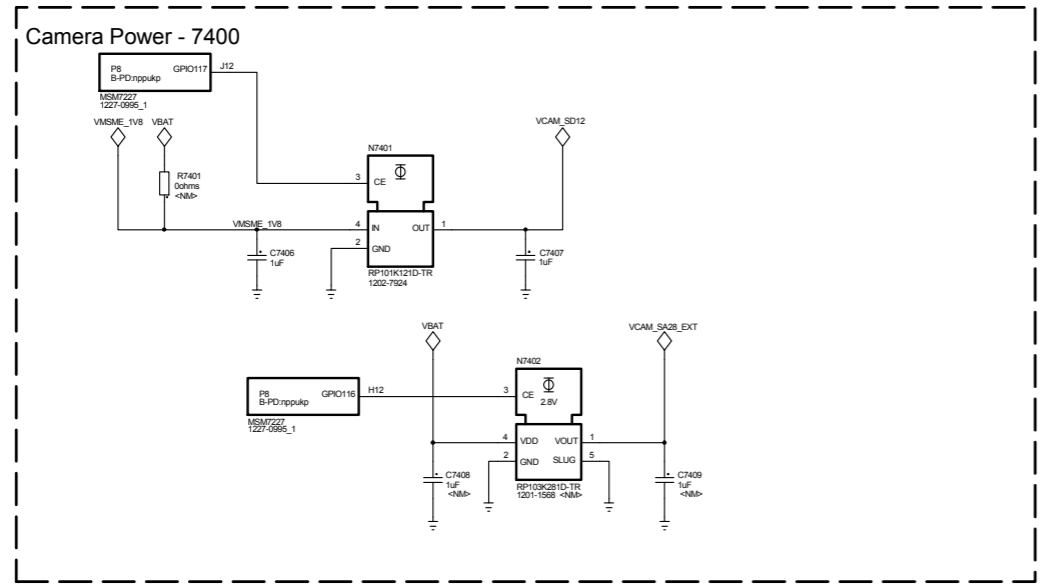 Camera Power - 7400
P8
B-PD:nppukp
GPIO117
J12
MSM7227
1227-0995_1
VMSME_1V8
VBAT
R7401
0ohms
<NM>
VCAM_SD12
N7401
3
CE
VMSME_1V8
4
IN
OUT
1
2
GND
C7406
1uF
C7407
1uF
RP101K121D-TR
1202-7924
VBAT
VCAM_SA28_EXT
N7402
P8
B-PD:nppukp
GPIO116
H12
3
CE
2.8V
MSM7227
1227-0995_1
4
VDD
VOUT
1
2
GND
SLUG
5
C7408
1uF
<NM>
RP103K281D-TR
1201-1568 <NM>
C7409
1uF
<NM>